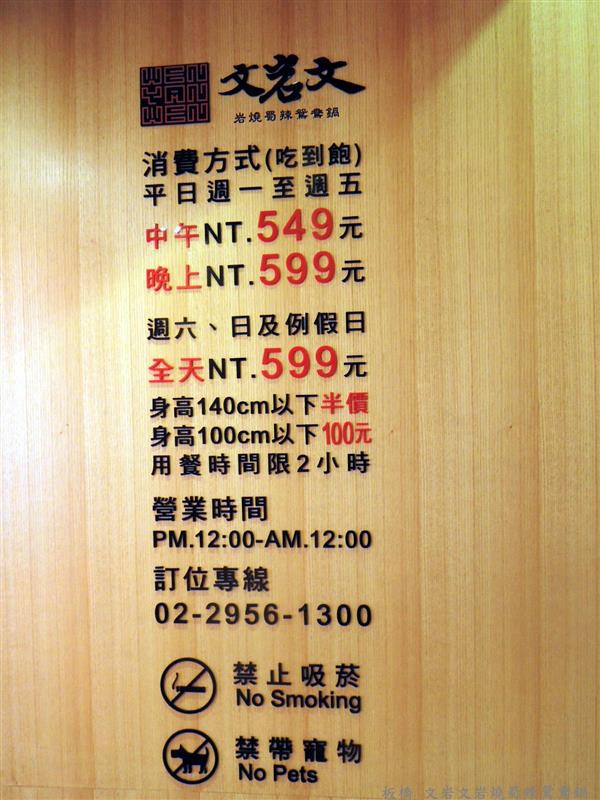 WEN
YAN
WEN
文岩文
岩燒蜀辣鴛鴦鍋
消費方式(吃到飽)
平日週一至週五
中午NT.549元
晚上NT.599元
週六、日及例假日
全天NT.599元
身高140cm以下半價
身高100cm以下100元
用餐時間限2小時
營業時間
PM.12:00-AM.12:00
訂位專線
02-2956-1300
禁止吸菸
No Smoking
禁帶寵物
No Pets
板橋 文岩文岩燒蜀辣鴛鴦鍋